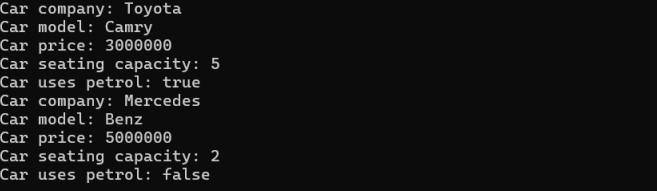 Car company: Toyota
Car model: Camry
Car price: 3000000
Car seating capacity: 5
Car uses petrol: true
Car company: Mercedes
Car model: Benz
Car price: 5000000
Car seating capacity: 2
Car uses petrol: false